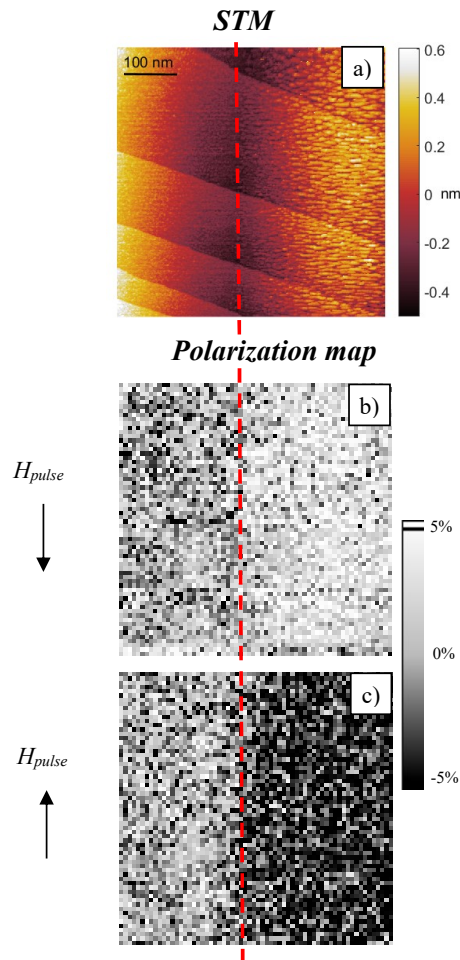 STM
100 nm
a)
0.6
0.4
0.2
0
nm
-0.2
-0.4
Polarization map
b)
Hpulse
5%
0%
-5%
c)
Hpulse